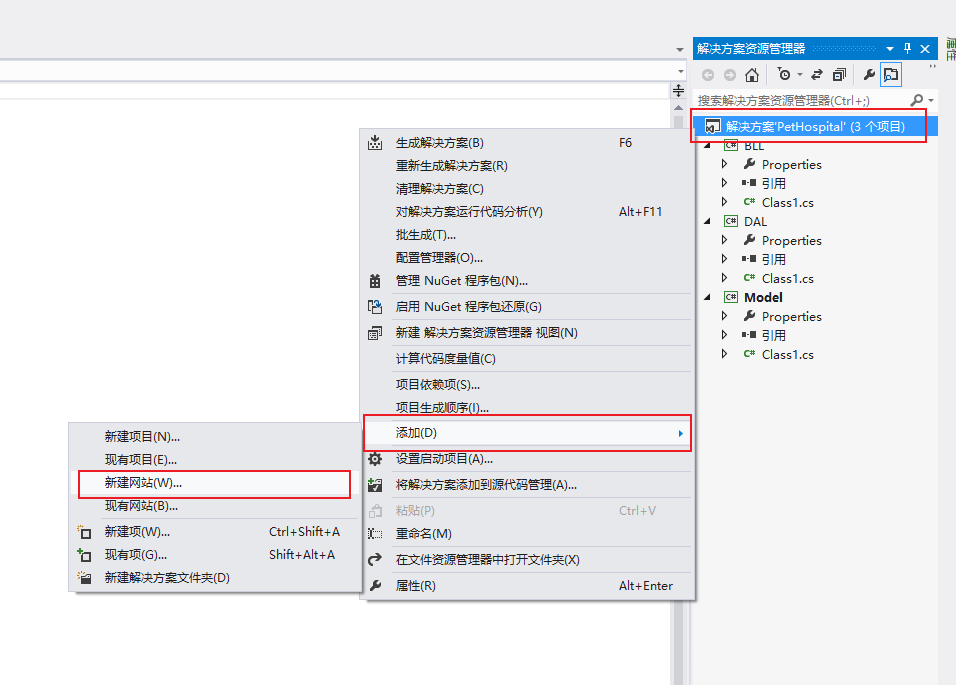 解决方案资源管理器
属性
搜索解决方案资源管理器(Ctrl+;)
解决方案'PetHospital' (3 个项目)
BLL
Properties
引用
Class1.cs
DAL
Properties
引用
Class1.cs
Model
Properties
引用
Class1.cs
生成解决方案(B) F6
重新生成解决方案(R)
清理解决方案(C)
对解决方案运行代码分析(Y) Alt+F11
批生成(T)...
配置管理器(O)...
管理 NuGet 程序包(N)...
启用 NuGet 程序包还原(G)
新建 解决方案资源管理器 视图(N)
计算代码度量值(C)
项目依赖项(S)...
项目生成顺序(I)...
添加(D)
设置启动项目(A)...
将解决方案添加到源代码管理(A)...
粘贴(P) Ctrl+V
重命名(M)
在文件资源管理器中打开文件夹(X)
属性(R) Alt+Enter
新建项目(N)...
现有项目(E)...
新建网站(W)...
现有网站(B)...
新建项(W)... Ctrl+Shift+A
现有项(G)... Shift+Alt+A
新建解决方案文件夹(D)